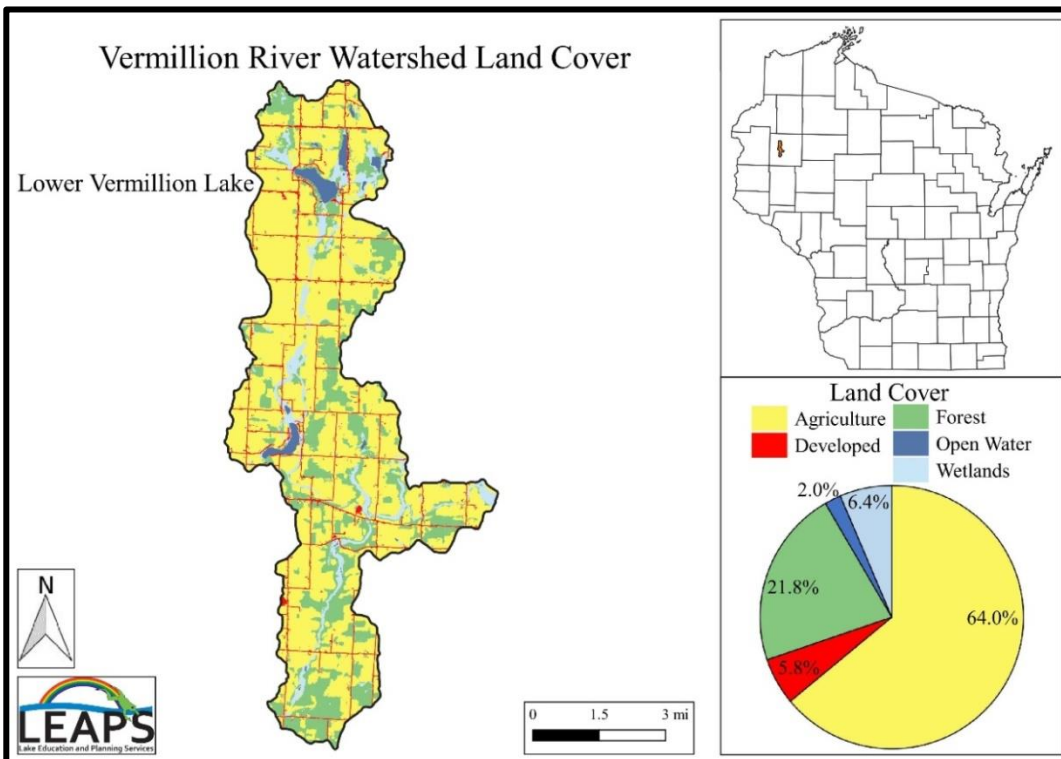 Vermillion River Watershed Land Cover
Lower Vermillion Lake
N
LEAPS
Lake Education and Planning Services
0 1.5 3 mi
Land Cover
Agriculture Forest
Developed Open Water
Wetlands
2.0% 6.4%
21.8%
64.0%
5.8%